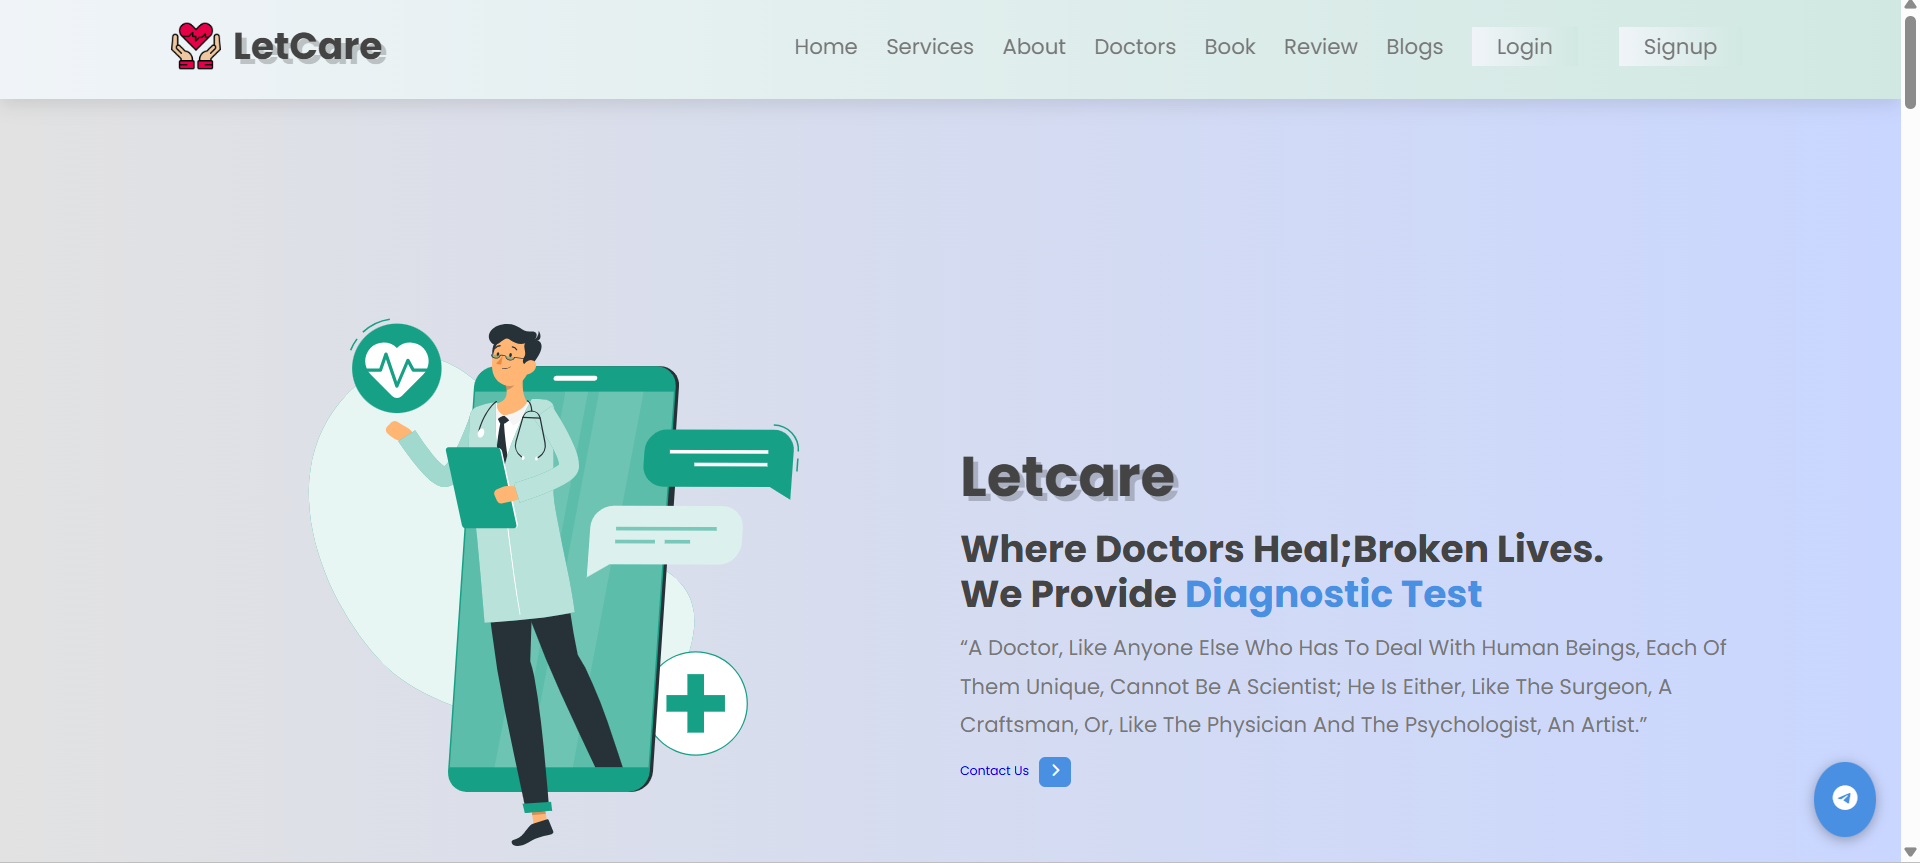 LetCare
Home Services About Doctors Book Review Blogs Login Signup
Letcare
Where Doctors Heal;Broken Lives.
We Provide Diagnostic Test
“A Doctor, Like Anyone Else Who Has To Deal With Human Beings, Each Of
Them Unique, Cannot Be A Scientist; He Is Either, Like The Surgeon, A
Craftsman, Or, Like The Physician And The Psychologist, An Artist.”
Contact Us